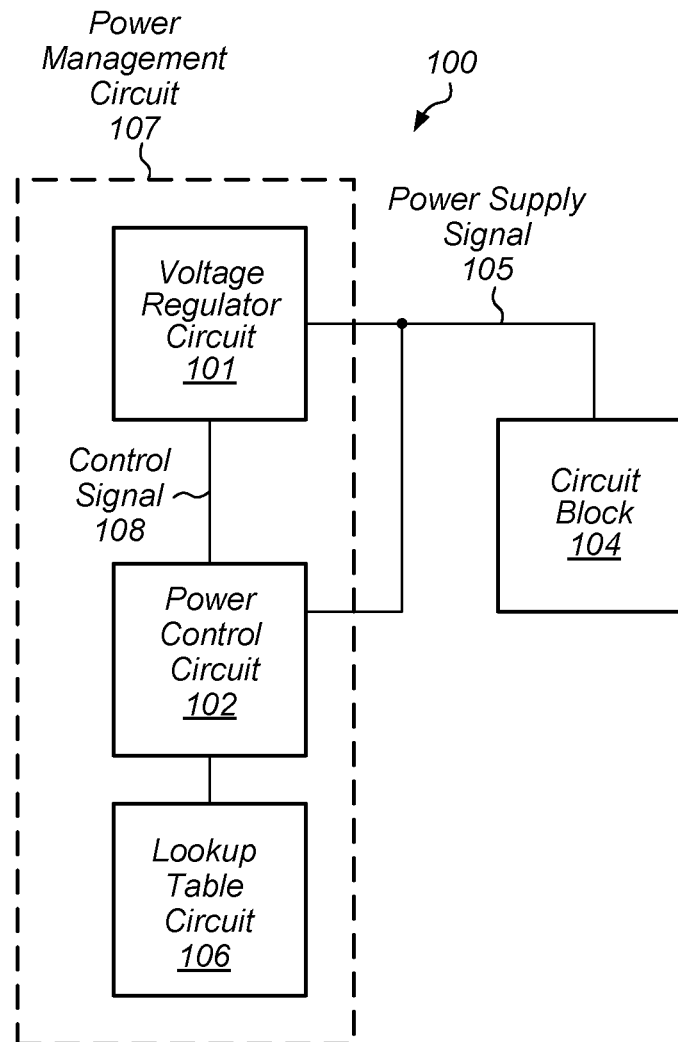 Power
Management
Circuit
107
100
Power Supply
Signal
105
Voltage
Regulator
Circuit
101
Control
Signal
108
Circuit
Block
104
Power
Control
Circuit
102
Lookup
Table
Circuit
106